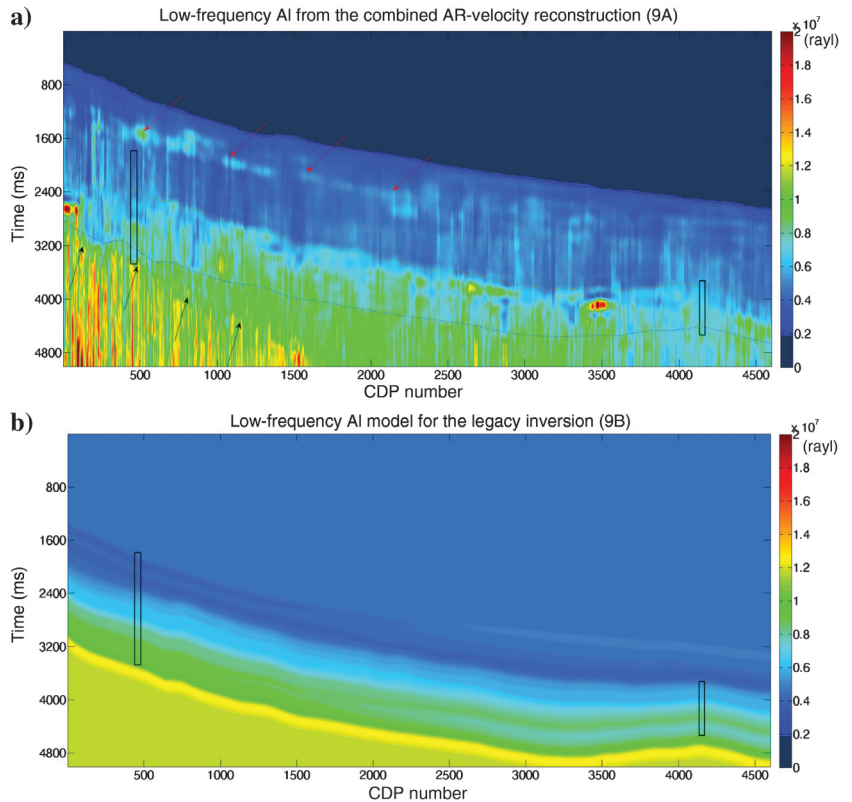 a)
Low-frequency AI from the combined AR-velocity reconstruction (9A)
x 10^7
(rayl)
2
1.8
1.6
1.4
1.2
1
0.8
0.6
0.4
0.2
0
Time (ms)
800
1600
2400
3200
4000
4800
500 1000 1500 2000 2500 3000 3500 4000 4500
CDP number
b)
Low-frequency AI model for the legacy inversion (9B)
x 10^7
(rayl)
2
1.8
1.6
1.4
1.2
1
0.8
0.6
0.4
0.2
0
Time (ms)
800
1600
2400
3200
4000
4800
500 1000 1500 2000 2500 3000 3500 4000 4500
CDP number